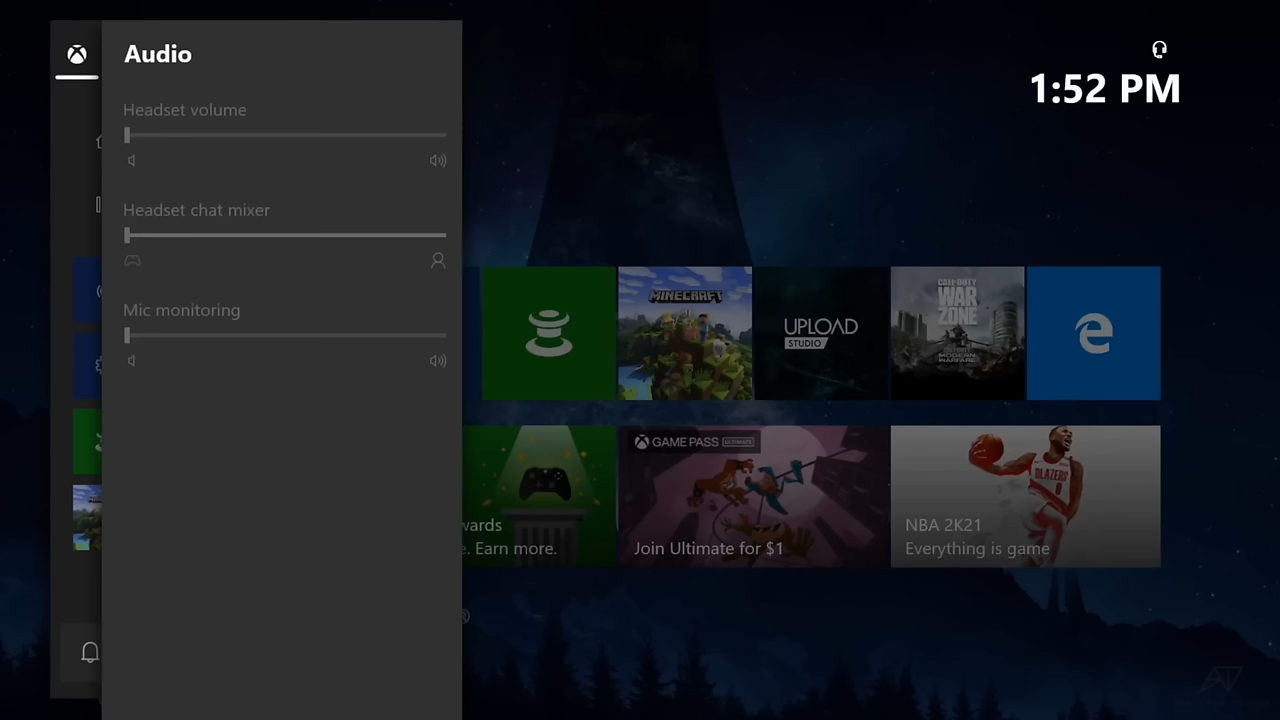 Audio
1:52 PM
Headset volume
Headset chat mixer
Mic monitoring
MINECRAFT
UPLOAD
STUDIO
CALL OF DUTY
WAR
ZONE
MODERN
WARFARE
GAME PASS ULTIMATE
BLAZERS
0
wards
e. Earn more.
Join Ultimate for $1
NBA 2K21
Everything is game